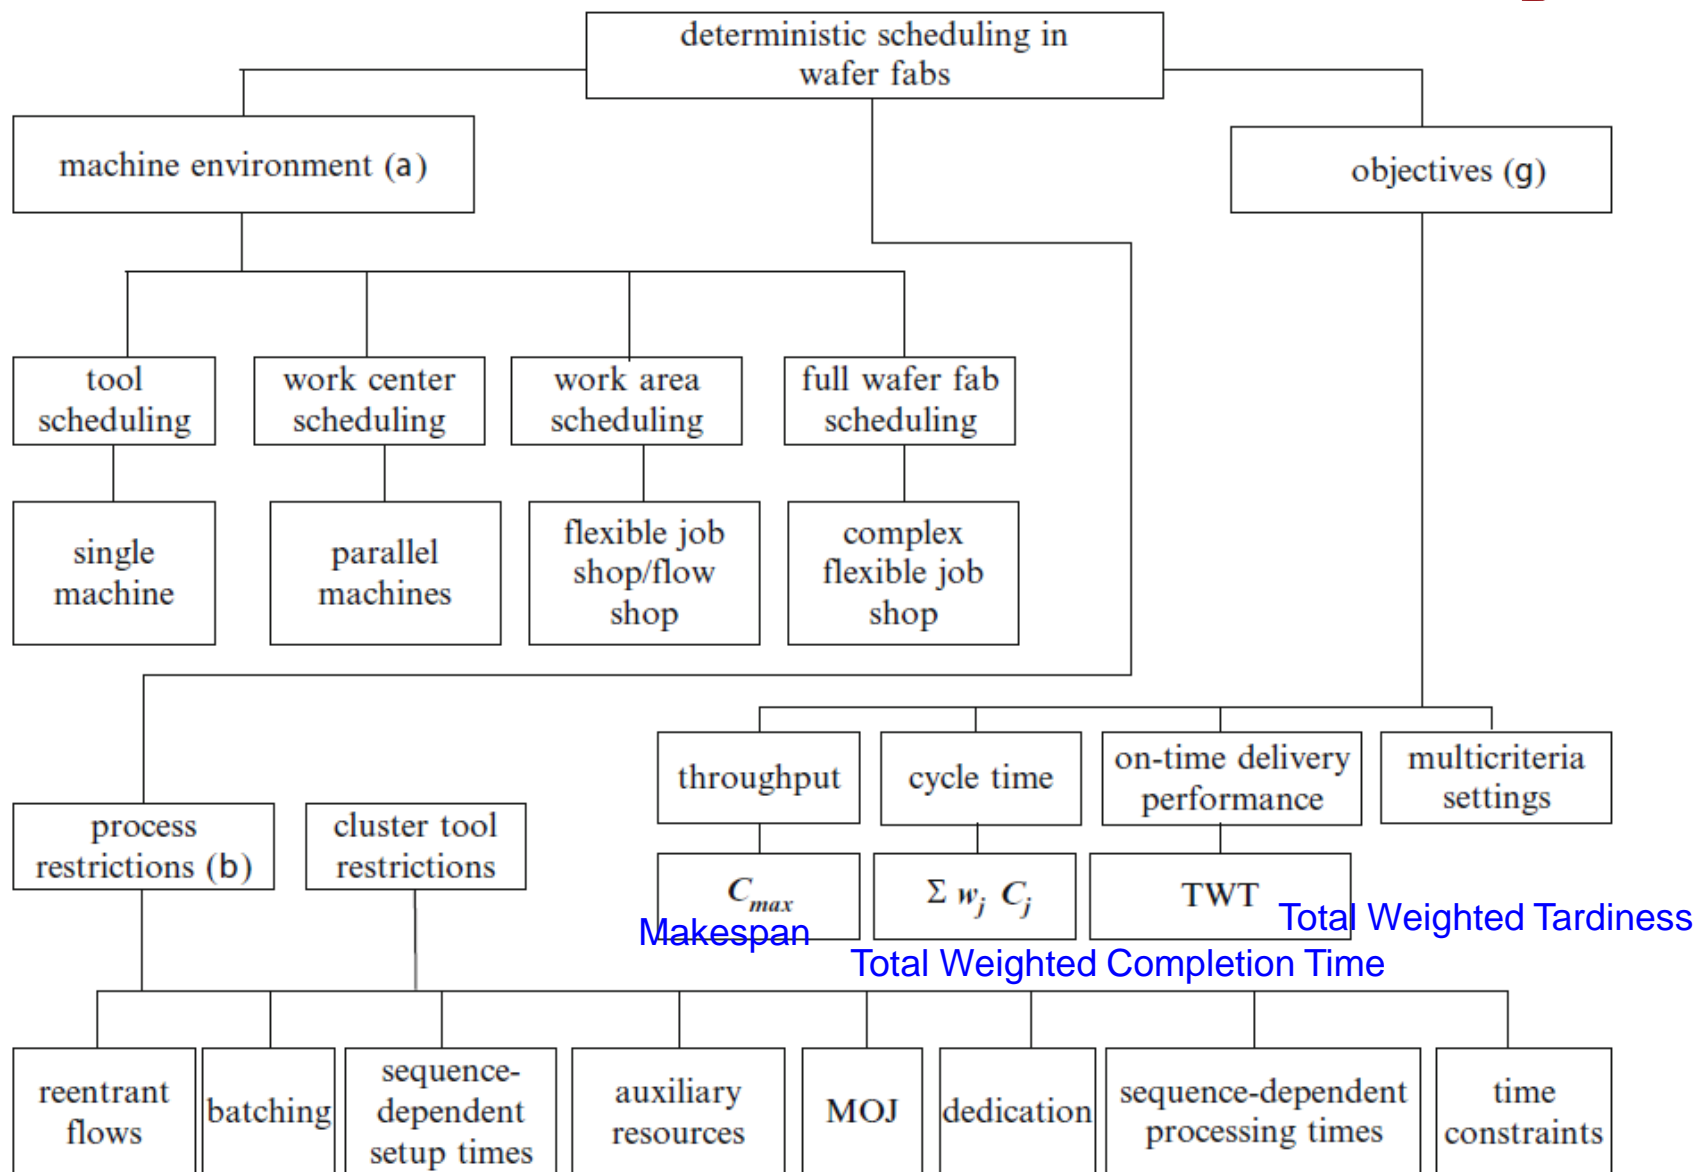 deterministic scheduling in
wafer fabs
machine environment (a)
objectives (g)
tool
scheduling
work center
scheduling
work area
scheduling
full wafer fab
scheduling
single
machine
parallel
machines
flexible job
shop/flow
shop
complex
flexible job
shop
throughput
cycle time
on-time delivery
performance
multicriteria
settings
process
restrictions (b)
cluster tool
restrictions
C_max
Σ w_j C_j
TWT
Makespan
Total Weighted Tardiness
Total Weighted Completion Time
reentrant
flows
batching
sequence-
dependent
setup times
auxiliary
resources
MOJ
dedication
sequence-dependent
processing times
time
constraints